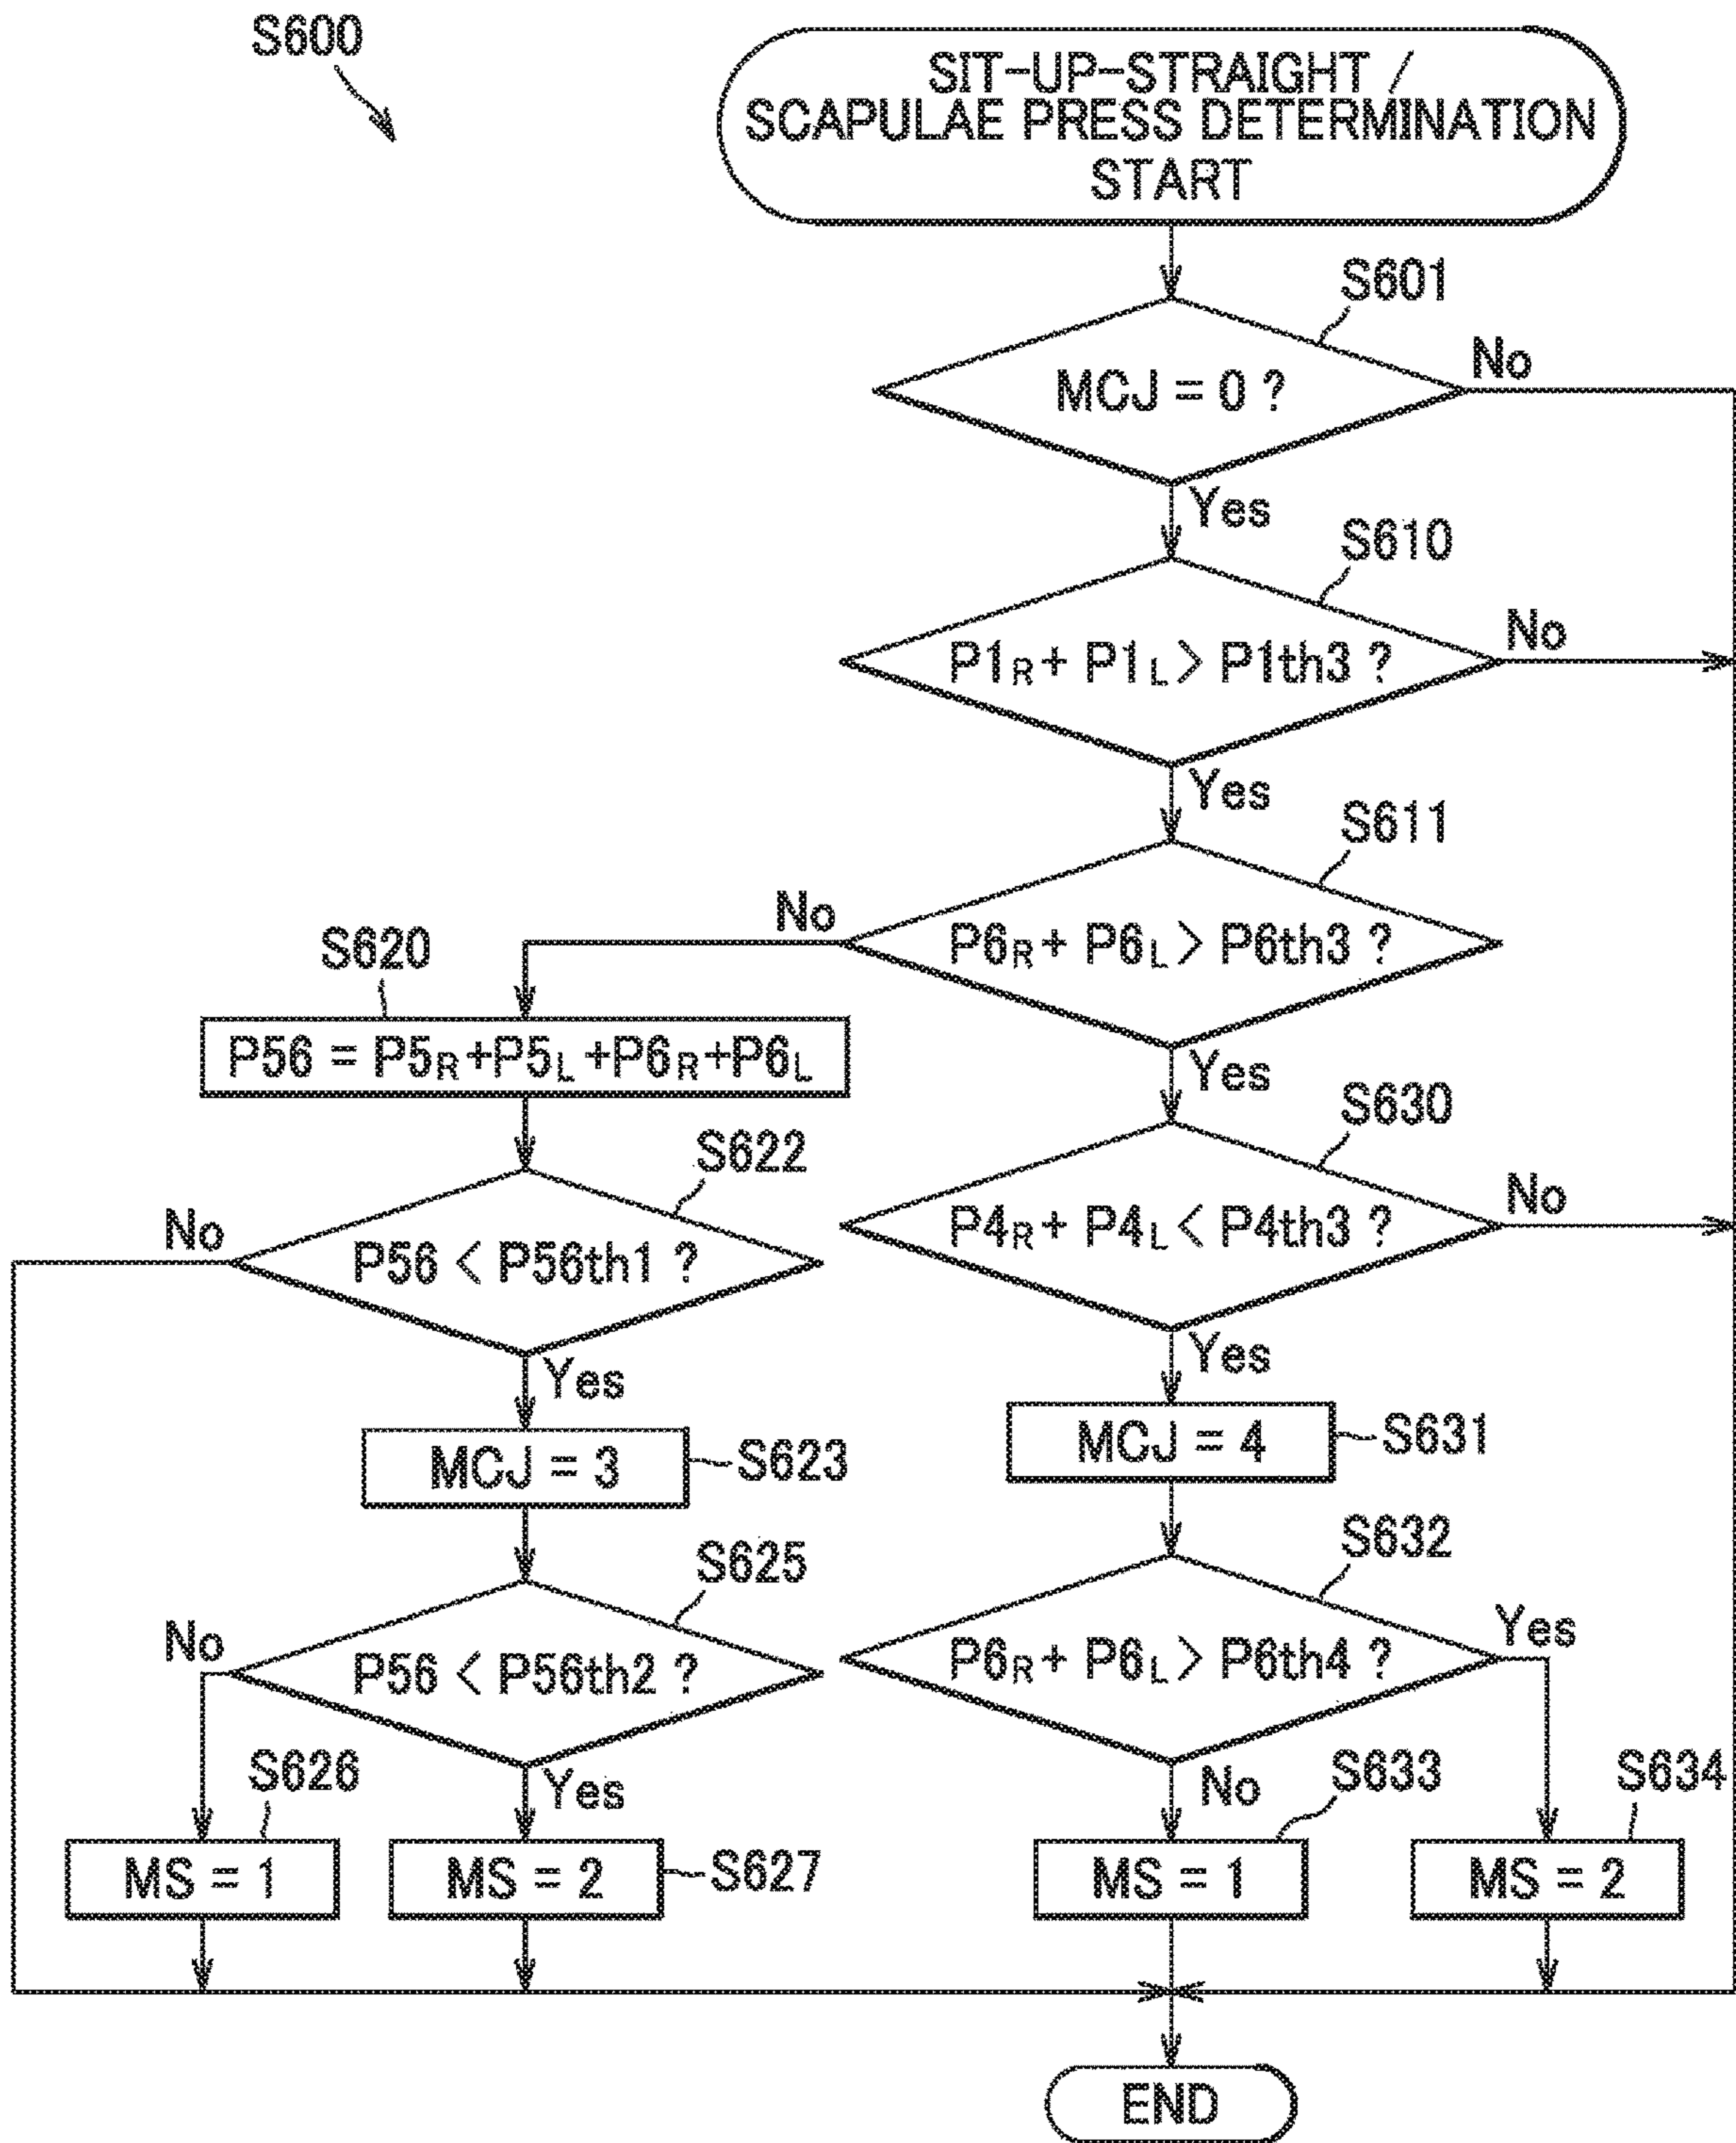 S600
SIT-UP-STRAIGHT /
SCAPULAE PRESS DETERMINATION
START
S601
MCJ = 0 ?
No
Yes
S610
P1R + P1L > P1th3 ?
No
Yes
S611
P6R + P6L > P6th3 ?
No
Yes
S620
P56 = P5R+P5L+P6R+P6L
S630
P4R + P4L < P4th3 ?
No
Yes
S622
P56 < P56th1 ?
No
Yes
MCJ = 3
S623
MCJ = 4
S631
S625
P56 < P56th2 ?
No
Yes
S632
P6R + P6L > P6th4 ?
Yes
No
S626
MS = 1
MS = 2
S627
S633
MS = 1
S634
MS = 2
END